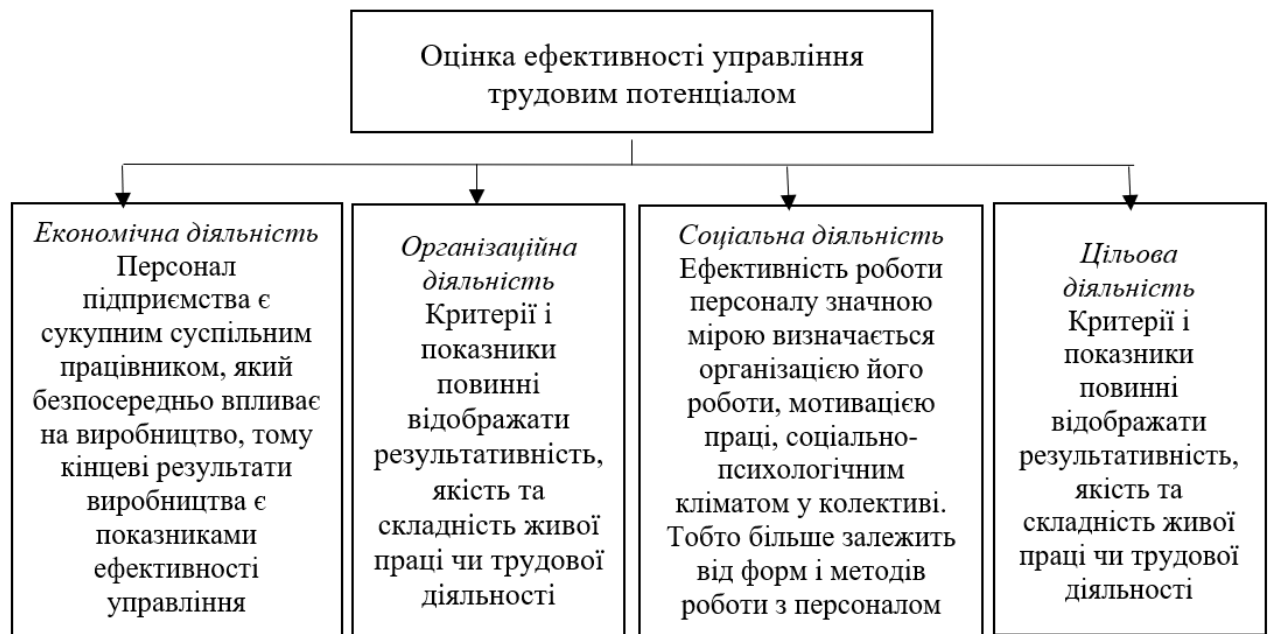 Оцінка ефективності управління
трудовим потенціалом
Економічна діяльність
Персонал
підприємства є
сукупним суспільним
працівником, який
безпосередньо впливає
на виробництво, тому
кінцеві результати
виробництва є
показниками
ефективності
управління
Організаційна
діяльність
Критерії і
показники
повинні
відображати
результативність,
якість та
складність живої
праці чи трудової
діяльності
Соціальна діяльність
Ефективність роботи
персоналу значною
мірою визначається
організацією його
роботи, мотивацією
праці, соціально-
психологічним
кліматом у колективі.
Тобто більше залежить
від форм і методів
роботи з персоналом
Цільова
діяльність
Критерії і
показники
повинні
відображати
результативність,
якість та
складність живої
праці чи трудової
діяльності